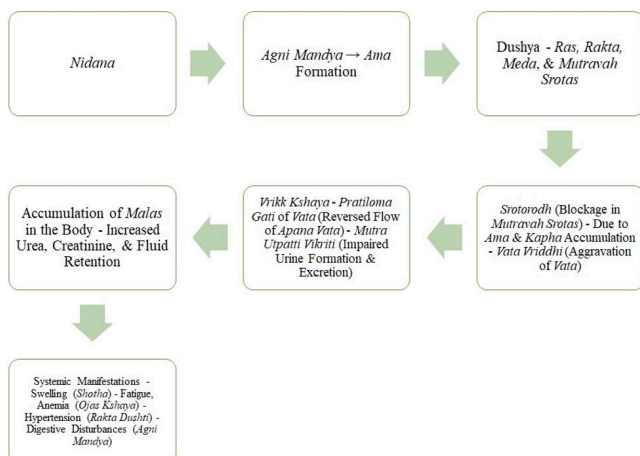 Nidana
Agni Mandya → Ama
Formation
Dushya - Ras, Rakta,
Meda, & Mutravah
Srotas
Srotorodh (Blockage in
Mutravah Srotas) - Due to
Ama & Kapha Accumulation
- Vata Vriddhi (Aggravation
of Vata)
Vrikk Kshaya - Pratiloma
Gati of Vata (Reversed Flow
of Apana Vata) - Mutra
Utpatti Vikriti (Impaired
Urine Formation &
Excretion)
Accumulation of Malas
in the Body - Increased
Urea, Creatinine, & Fluid
Retention
Systemic Manifestations -
Swelling (Shotha) - Fatigue,
Anemia (Ojas Kshaya) -
Hypertension (Rakta Dushti) -
Digestive Disturbances (Agni
Mandya)